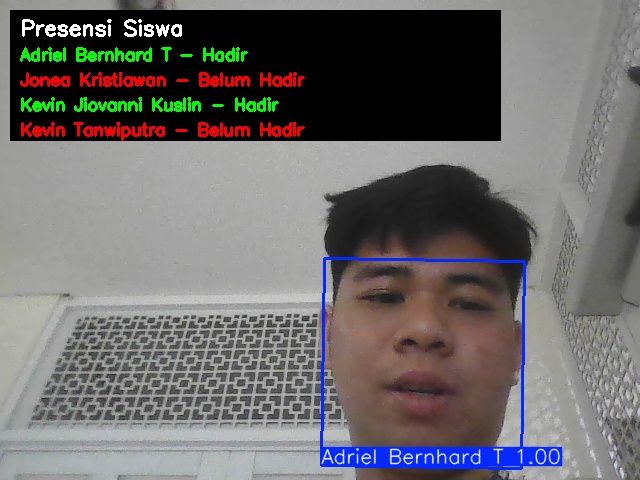 Presensi Siswa
Adriel Bernhard T - Hadir
Jonea Kristiawan - Belum Hadir
Kevin Jiovanni Kuslin - Hadir
Kevin Tanwiputra - Belum Hadir
Adriel Bernhard T_1.00